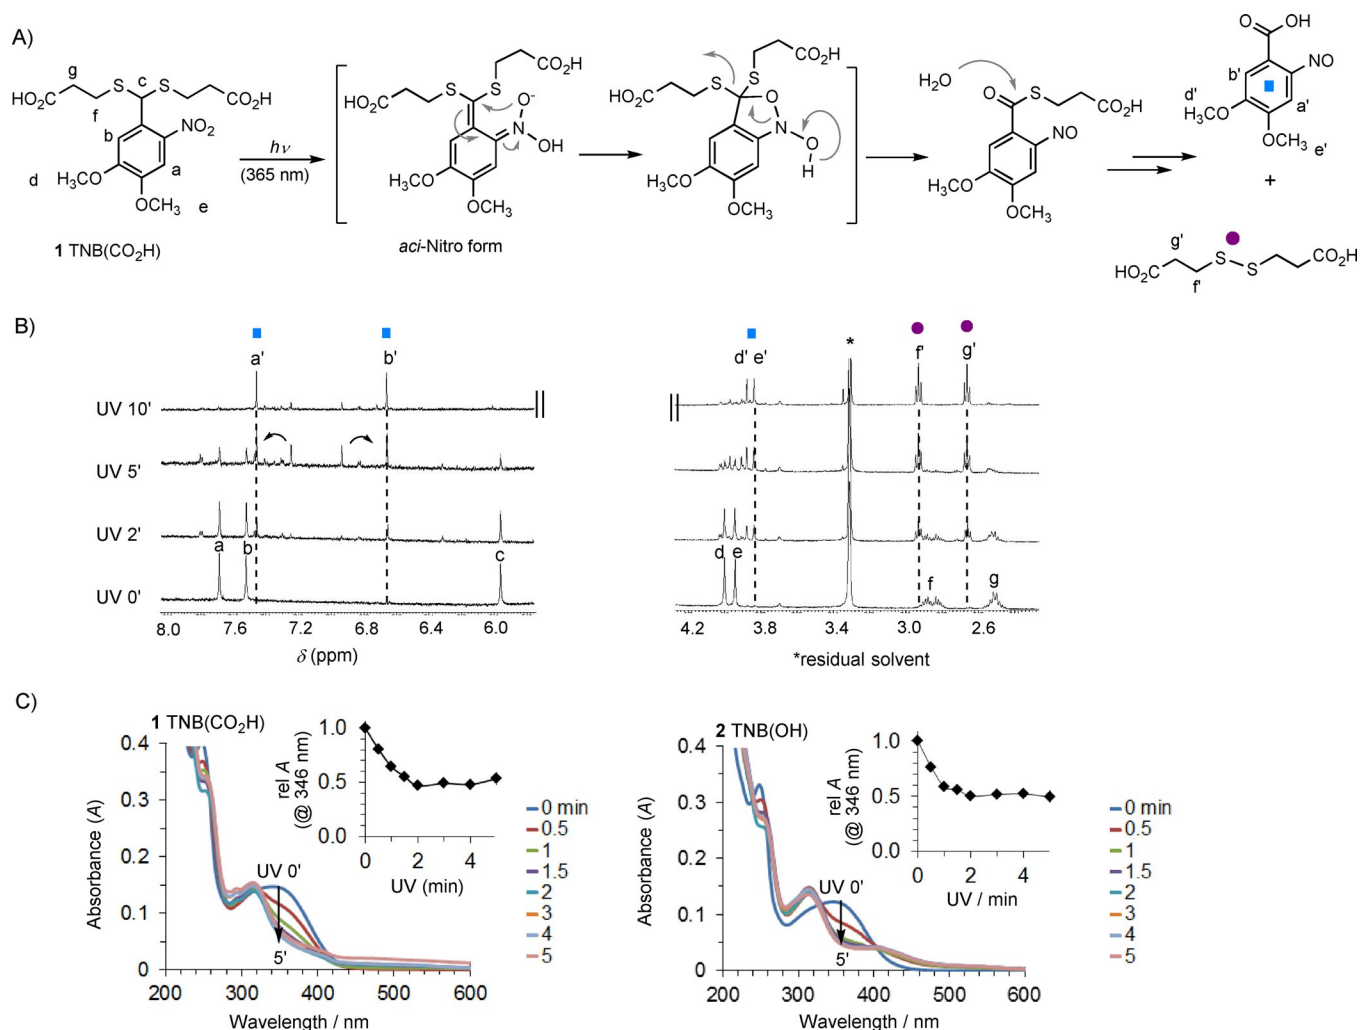 A)
g
c
S
S
CO₂H
HO₂C
f
b
NO₂
a
d
H₃CO
OCH₃
e
1 TNB(CO₂H)
hν
(365 nm)
CO₂H
S
S
HO₂C
O⁻
N
OH
H₃CO
OCH₃
aci-Nitro form
CO₂H
S
S
HO₂C
O
N
O
H
H₃CO
OCH₃
H₂O
O
S
CO₂H
NO
H₃CO
OCH₃
O
OH
b'
NO
d'
a'
H₃CO
OCH₃
e'
+
g'
S
CO₂H
HO₂C
S
f'
B)
a'
b'
d'
e'
*
f'
g'
UV 10'
UV 5'
UV 2'
a
b
c
d
e
f
g
UV 0'
8.0 7.6 7.2 6.8 6.4 6.0
δ (ppm)
4.2 3.8 3.4 3.0 2.6
*residual solvent
C)
1 TNB(CO₂H)
0.4
0.3
0.2
0.1
0
Absorbance (A)
200 300 400 500 600
Wavelength / nm
UV 0'
5'
rel A
(@ 346 nm)
1.0
0.5
0.0
0 2 4
UV (min)
0 min
0.5
1
1.5
2
3
4
5
2 TNB(OH)
0.4
0.3
0.2
0.1
0
Absorbance (A)
200 300 400 500 600
Wavelength / nm
UV 0'
5'
rel A
(@ 346 nm)
1.0
0.5
0.0
0 2 4
UV / min
0 min
0.5
1
1.5
2
3
4
5